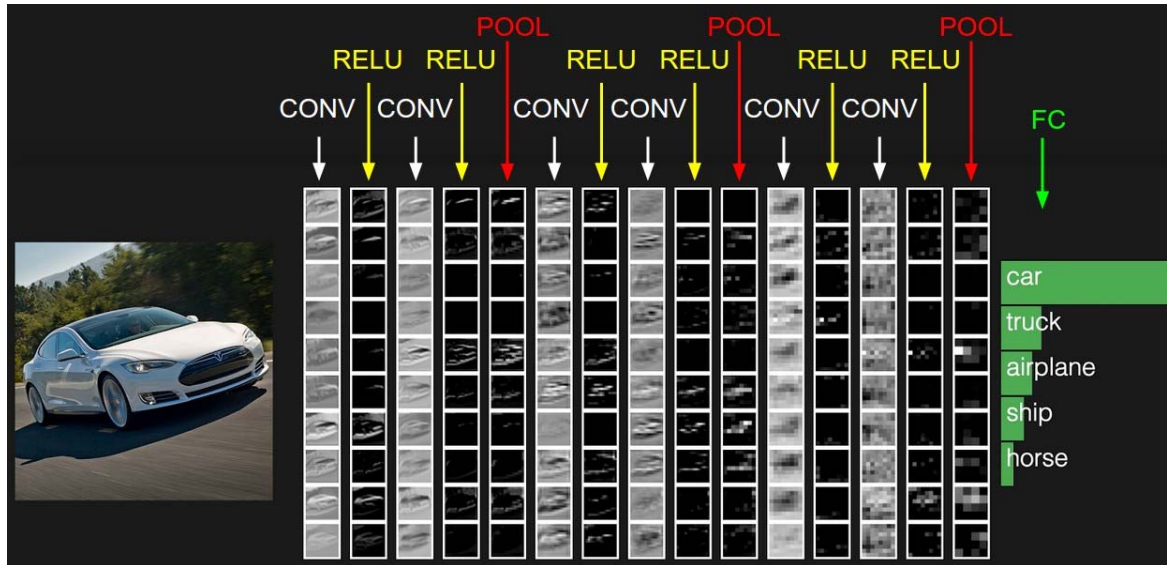 POOL POOL POOL
RELU RELU RELU RELU RELU RELU
CONV CONV CONV CONV CONV CONV
FC
car
truck
airplane
ship
horse